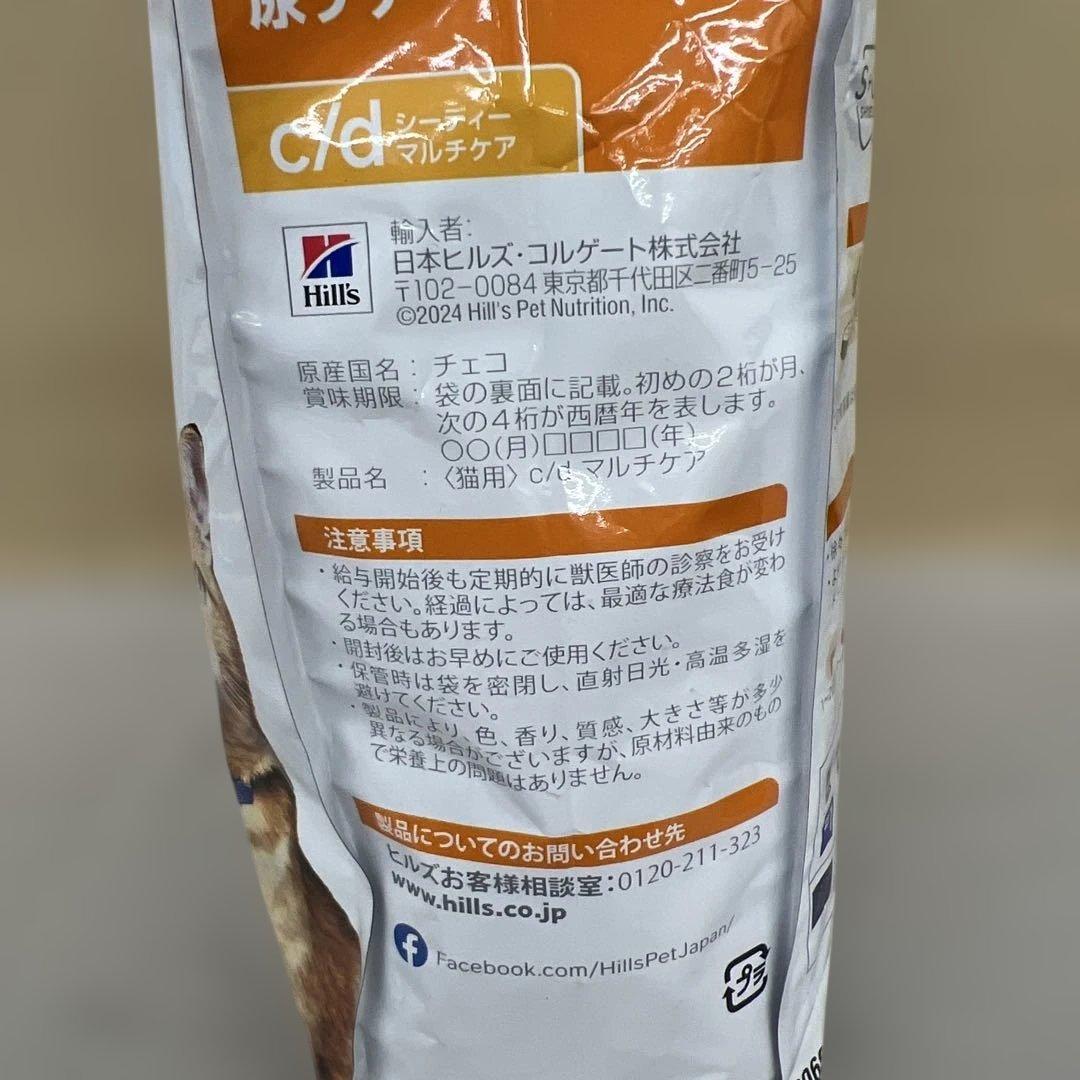 尿ケア
c/d シーディー
マルチケア
Hill's
輸入者:
日本ヒルズ・コルゲート株式会社
〒102-0084 東京都千代田区二番町5-25
©2024 Hill's Pet Nutrition, Inc.
原産国名 : チェコ
賞味期限 : 袋の裏面に記載。初めの2桁が月、
次の4桁が西暦年を表します。
○○(月)□□□□(年)
製品名 : 〈猫用〉c/d マルチケア
注意事項
・給与開始後も定期的に獣医師の診察をお受け
ください。経過によっては、最適な療法食が変わ
る場合もあります。
・開封後はお早めにご使用ください。
・保管時は袋を密閉し、直射日光・高温多湿を
避けてください。
・製品により、色、香り、質感、大きさ等が多少
異なる場合がございますが、原材料由来のもの
で栄養上の問題はありません。
製品についてのお問い合わせ先
ヒルズお客様相談室:0120-211-323
www.hills.co.jp
Facebook.com/HillsPetJapan/
プラ